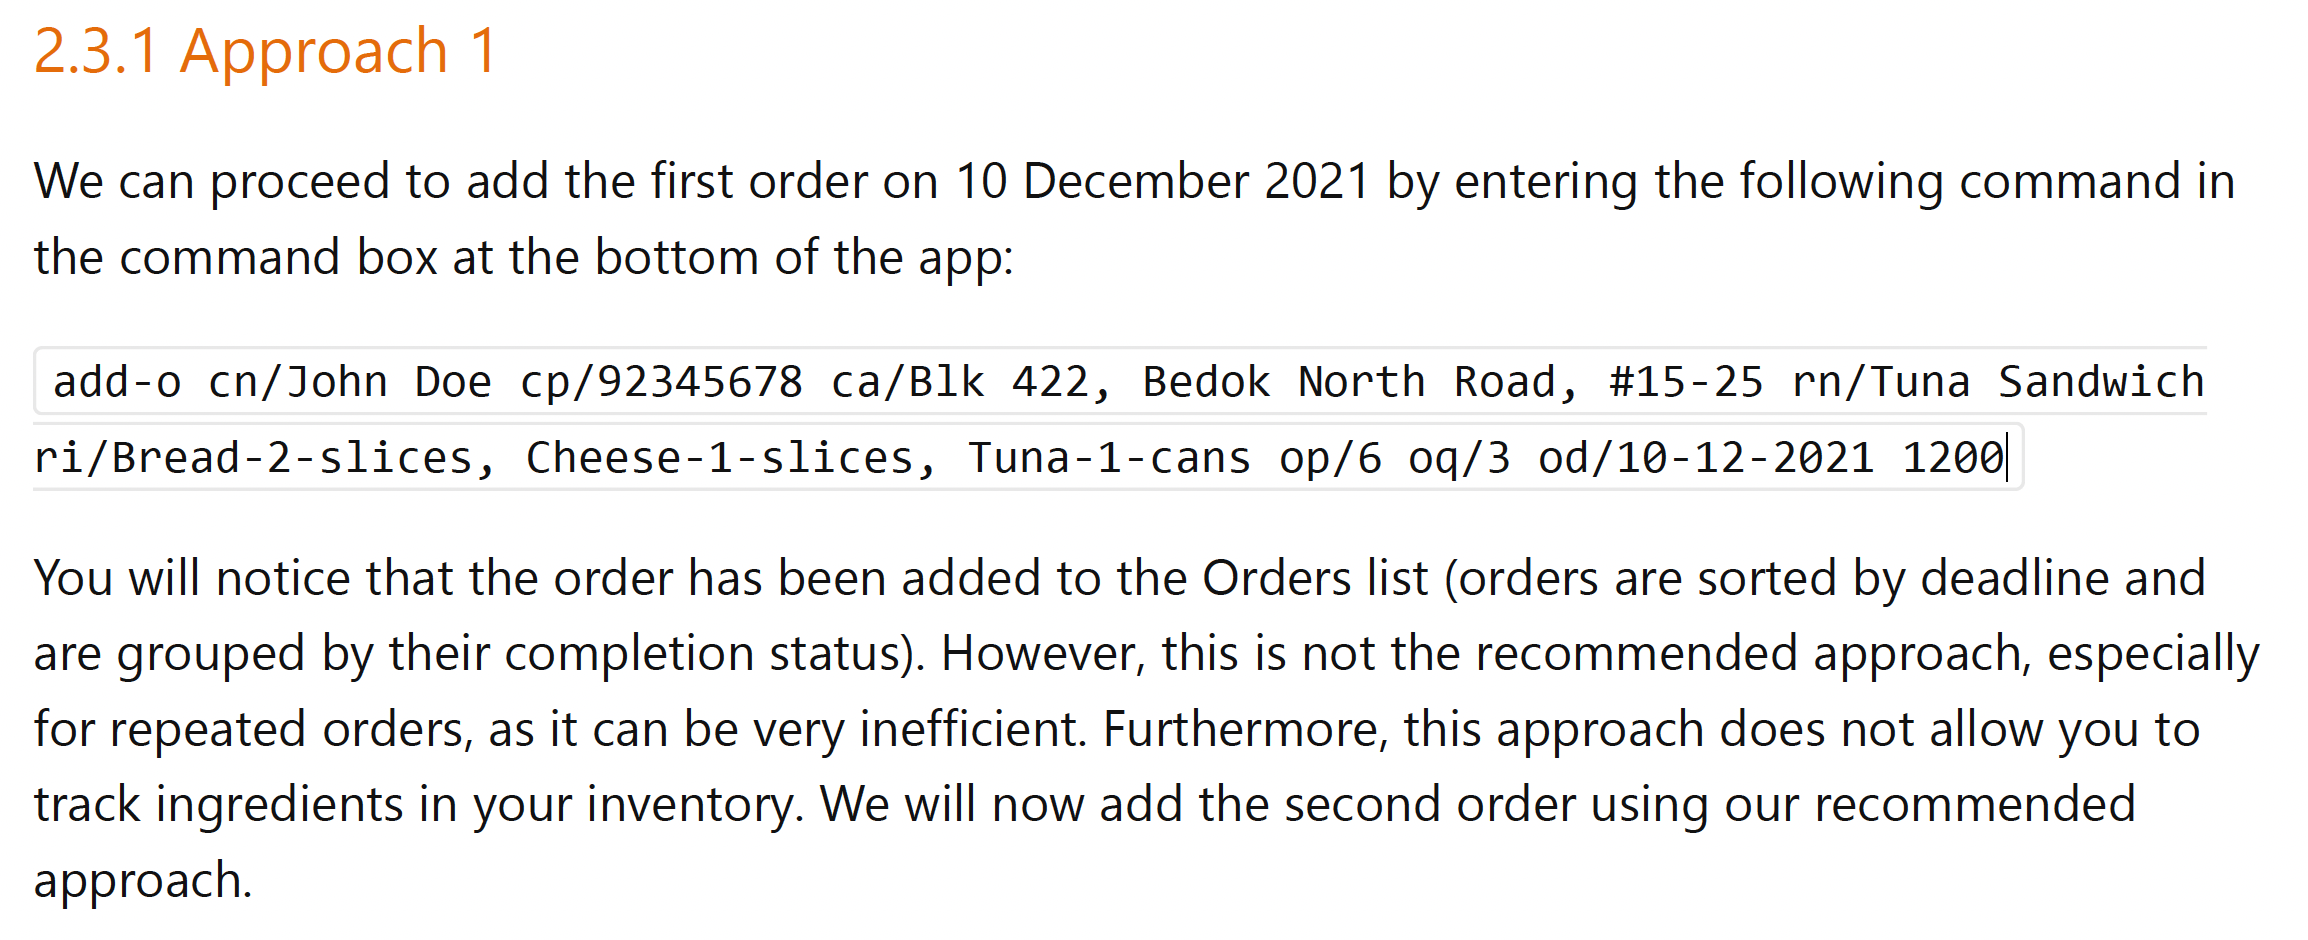 2.3.1 Approach 1
We can proceed to add the first order on 10 December 2021 by entering the following command in
the command box at the bottom of the app:
add-o cn/John Doe cp/92345678 ca/Blk 422, Bedok North Road, #15-25 rn/Tuna Sandwich
ri/Bread-2-slices, Cheese-1-slices, Tuna-1-cans op/6 oq/3 od/10-12-2021 1200
You will notice that the order has been added to the Orders list (orders are sorted by deadline and
are grouped by their completion status). However, this is not the recommended approach, especially
for repeated orders, as it can be very inefficient. Furthermore, this approach does not allow you to
track ingredients in your inventory. We will now add the second order using our recommended
approach.